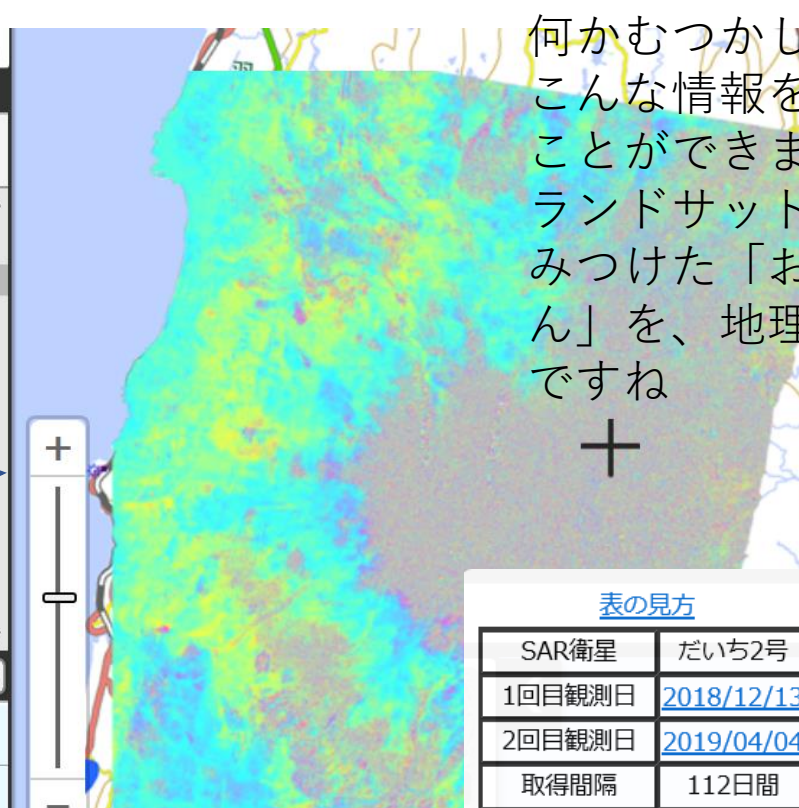 何かむつかし
こんな情報を
ことができま
ランドサット
みつけた「お
ん」を、地理
ですね
表の見方
SAR衛星 だいち2号
1回目観測日 2018/12/13
2回目観測日 2019/04/04
取得間隔 112日間